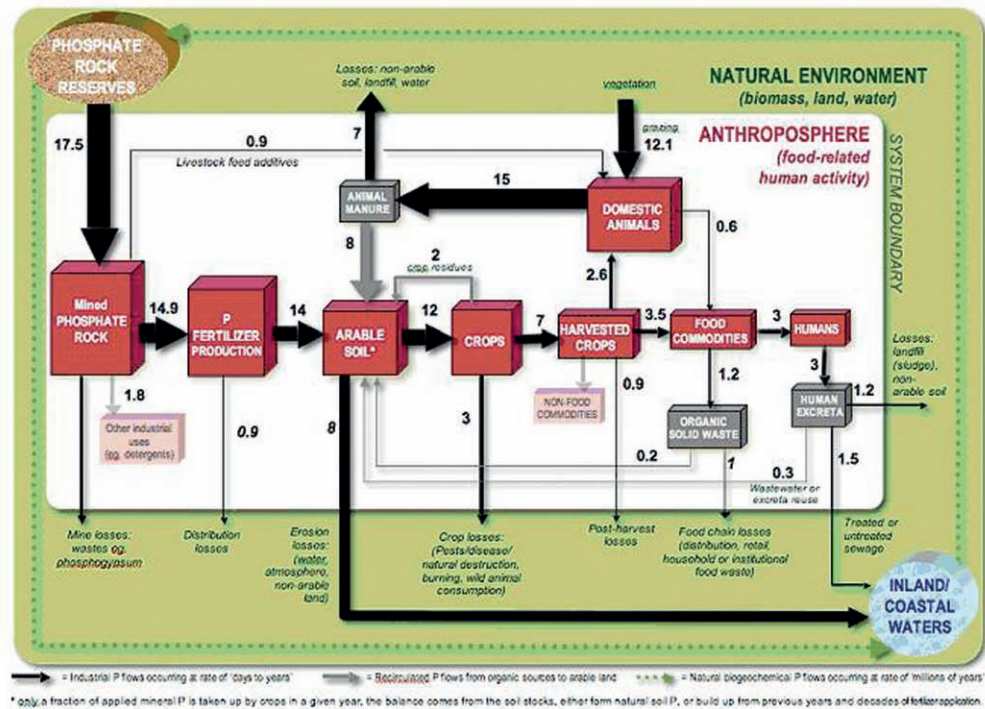 PHOSPHATE
ROCK
RESERVES
Losses: non-arable
soil, landfill, water
vegetation
NATURAL ENVIRONMENT
(biomass, land, water)
17.5
0.9
Livestock feed additives
7
grazing
12.1
ANTHROPOSPHERE
(food-related
human activity)
SYSTEM BOUNDARY
ANIMAL
MANURE
15
DOMESTIC
ANIMALS
0.6
8
2
crop residues
2.6
Mined
PHOSPHATE
ROCK
14.9
P
FERTILIZER
PRODUCTION
14
ARABLE
SOIL*
12
CROPS
7
HARVESTED
CROPS
3.5
FOOD
COMMODITIES
3
HUMANS
3
Losses:
landfill
(sludge),
non-
arable soil
1.8
Other industrial
uses
(eg. detergents)
0.9
8
3
NON-FOOD
COMMODITIES
0.9
1.2
ORGANIC
SOLID WASTE
HUMAN
EXCRETA
1.2
0.2
1
0.3
Wastewater or
excreta reuse
1.5
Mine losses:
wastes eg.
phosphogypsum
Distribution
losses
Erosion
losses:
(water,
atmosphere,
non-arable
land)
Crop losses:
(Pests/disease/
natural destruction,
burning, wild animal
consumption)
Post-harvest
losses
Food chain losses
(distribution, retail,
household or institutional
food waste)
Treated or
untreated
sewage
INLAND/
COASTAL
WATERS
= Industrial P flows occurring at rate of 'days to years'
= Recirculated P flows from organic sources to arable land
= Natural biogeochemical P flows occurring at rate of 'millions of years'
* only a fraction of applied mineral P is taken up by crops in a given year, the balance comes from the soil stocks, either form natural soil P, or build up from previous years and decades of fertilizer application.